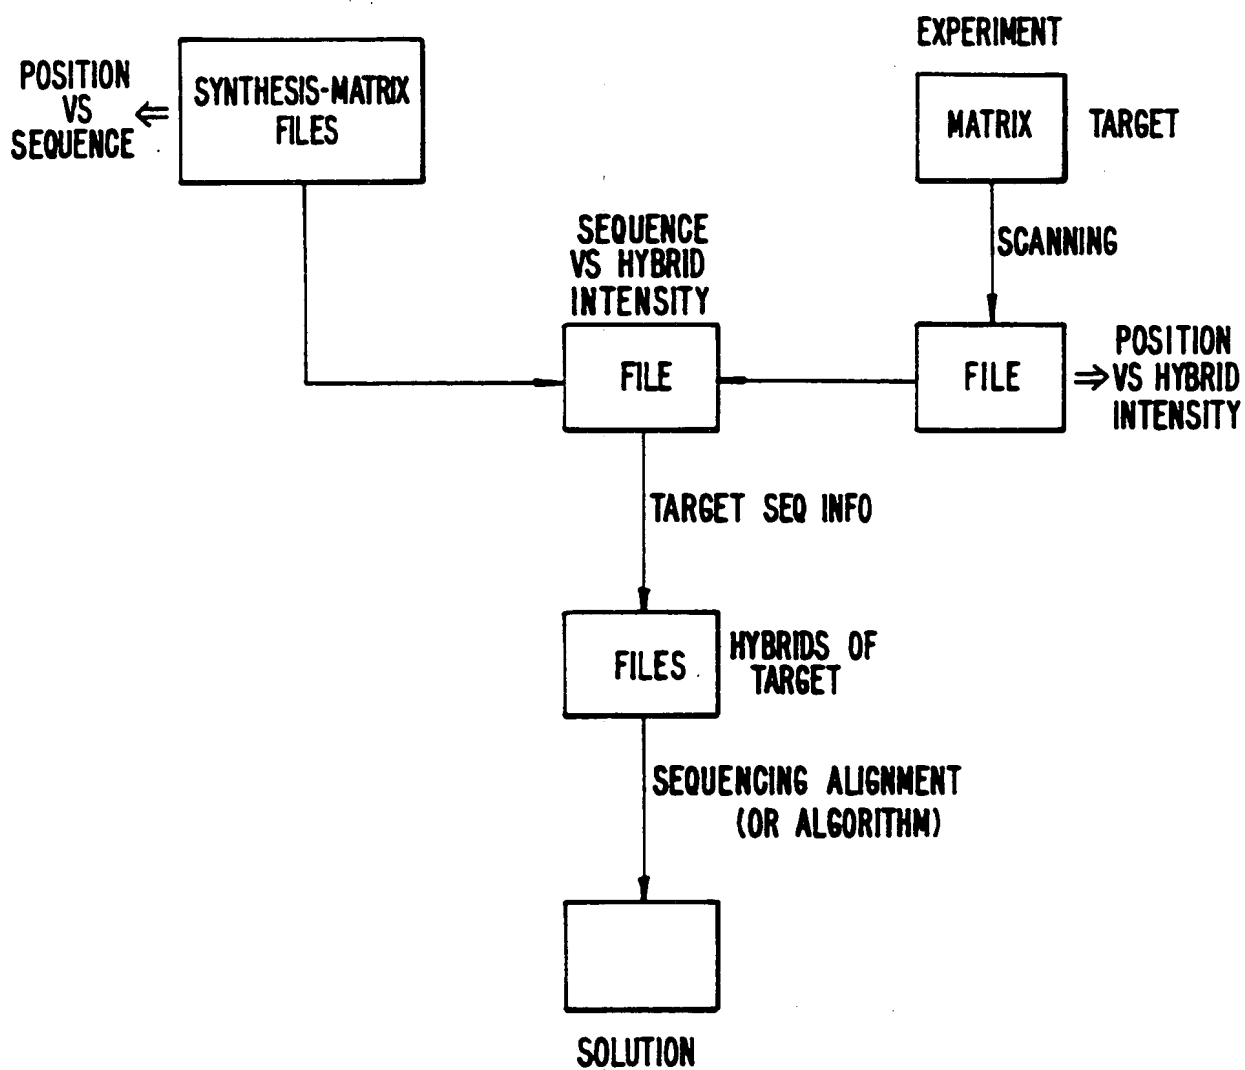 POSITION
VS
SEQUENCE
SYNTHESIS-MATRIX
FILES
EXPERIMENT
MATRIX
TARGET
SCANNING
SEQUENCE
VS HYBRID
INTENSITY
FILE
FILE
POSITION
VS HYBRID
INTENSITY
TARGET SEQ INFO
FILES
HYBRIDS OF
TARGET
SEQUENCING ALIGNMENT
(OR ALGORITHM)
SOLUTION